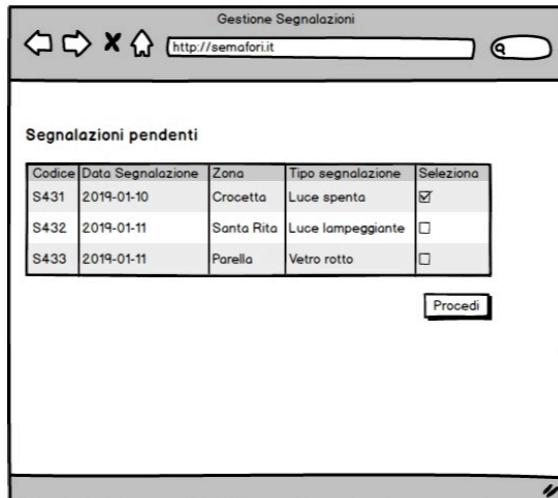 Gestione Segnalazioni
http://semafori.it
Segnalazioni pendenti
Codice Data Segnalazione Zona Tipo segnalazione Seleziona
S431 2019-01-10 Crocetta Luce spenta
S432 2019-01-11 Santa Rita Luce lampeggiante
S433 2019-01-11 Parella Vetro rotto
Procedi